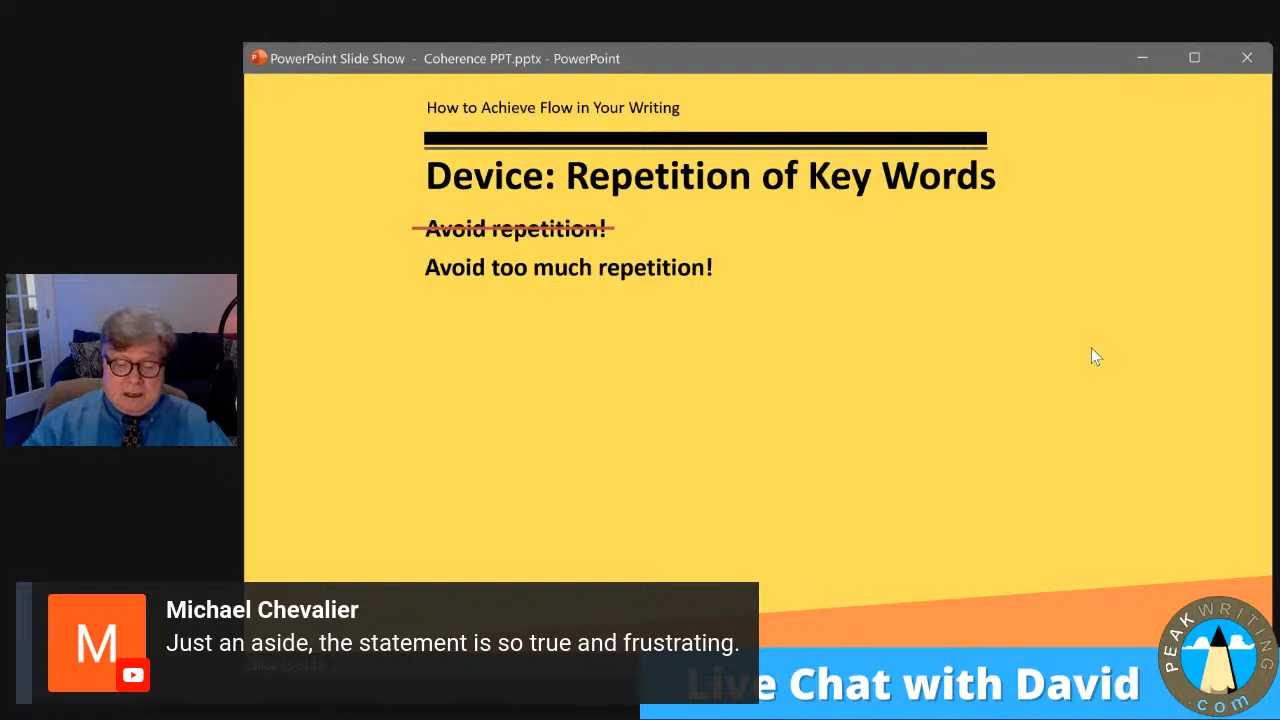 PowerPoint Slide Show - Coherence PPT.pptx - PowerPoint
How to Achieve Flow in Your Writing
Device: Repetition of Key Words
Avoid repetition!
Avoid too much repetition!
Michael Chevalier
Just an aside, the statement is so true and frustrating.
M
Live Chat with David
PEAKWRITING
.com